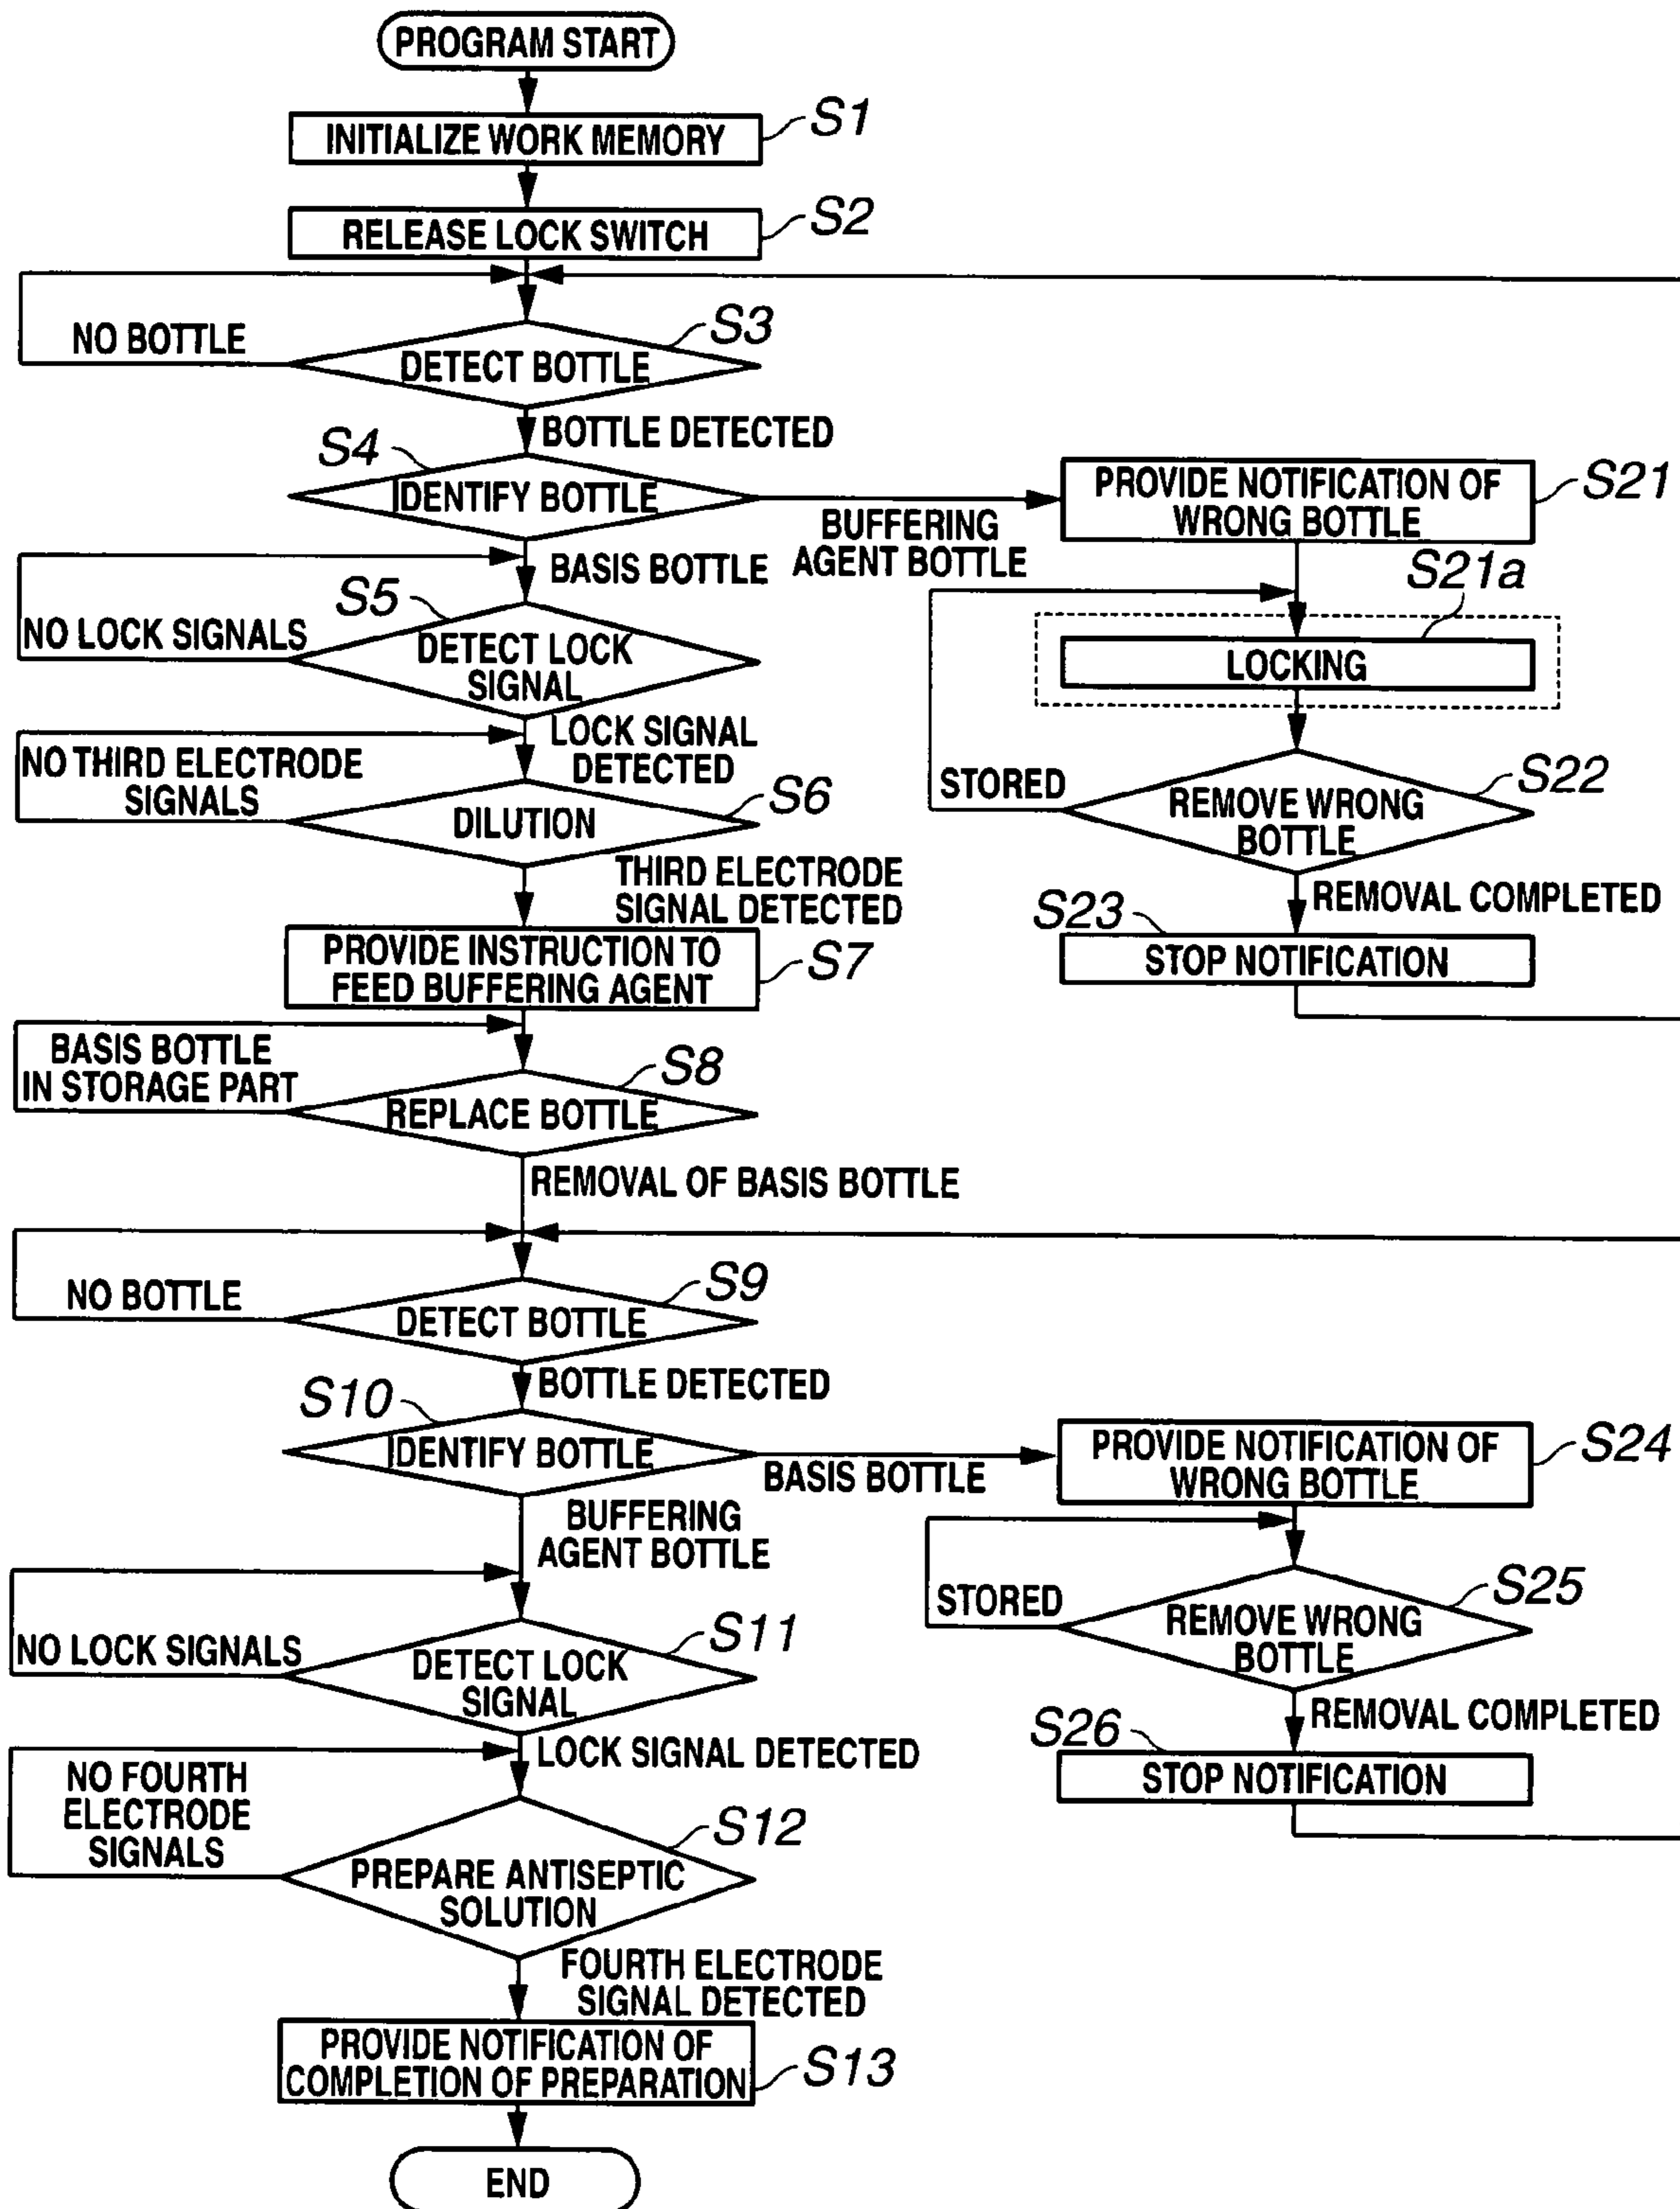 PROGRAM START
INITIALIZE WORK MEMORY
S1
RELEASE LOCK SWITCH
S2
NO BOTTLE
DETECT BOTTLE
S3
BOTTLE DETECTED
S4
IDENTIFY BOTTLE
BUFFERING
AGENT BOTTLE
PROVIDE NOTIFICATION OF
WRONG BOTTLE
S21
BASIS BOTTLE
S21a
LOCKING
S5
NO LOCK SIGNALS
DETECT LOCK
SIGNAL
LOCK SIGNAL
DETECTED
STORED
REMOVE WRONG
BOTTLE
S22
NO THIRD ELECTRODE
SIGNALS
DILUTION
S6
THIRD ELECTRODE
SIGNAL DETECTED
REMOVAL COMPLETED
S23
STOP NOTIFICATION
PROVIDE INSTRUCTION TO
FEED BUFFERING AGENT
S7
BASIS BOTTLE
IN STORAGE PART
REPLACE BOTTLE
S8
REMOVAL OF BASIS BOTTLE
NO BOTTLE
DETECT BOTTLE
S9
BOTTLE DETECTED
S10
IDENTIFY BOTTLE
BASIS BOTTLE
PROVIDE NOTIFICATION OF
WRONG BOTTLE
S24
BUFFERING
AGENT BOTTLE
STORED
REMOVE WRONG
BOTTLE
S25
NO LOCK SIGNALS
DETECT LOCK
SIGNAL
S11
LOCK SIGNAL DETECTED
REMOVAL COMPLETED
S26
STOP NOTIFICATION
NO FOURTH
ELECTRODE
SIGNALS
PREPARE ANTISEPTIC
SOLUTION
S12
FOURTH ELECTRODE
SIGNAL DETECTED
PROVIDE NOTIFICATION OF
COMPLETION OF PREPARATION
S13
END